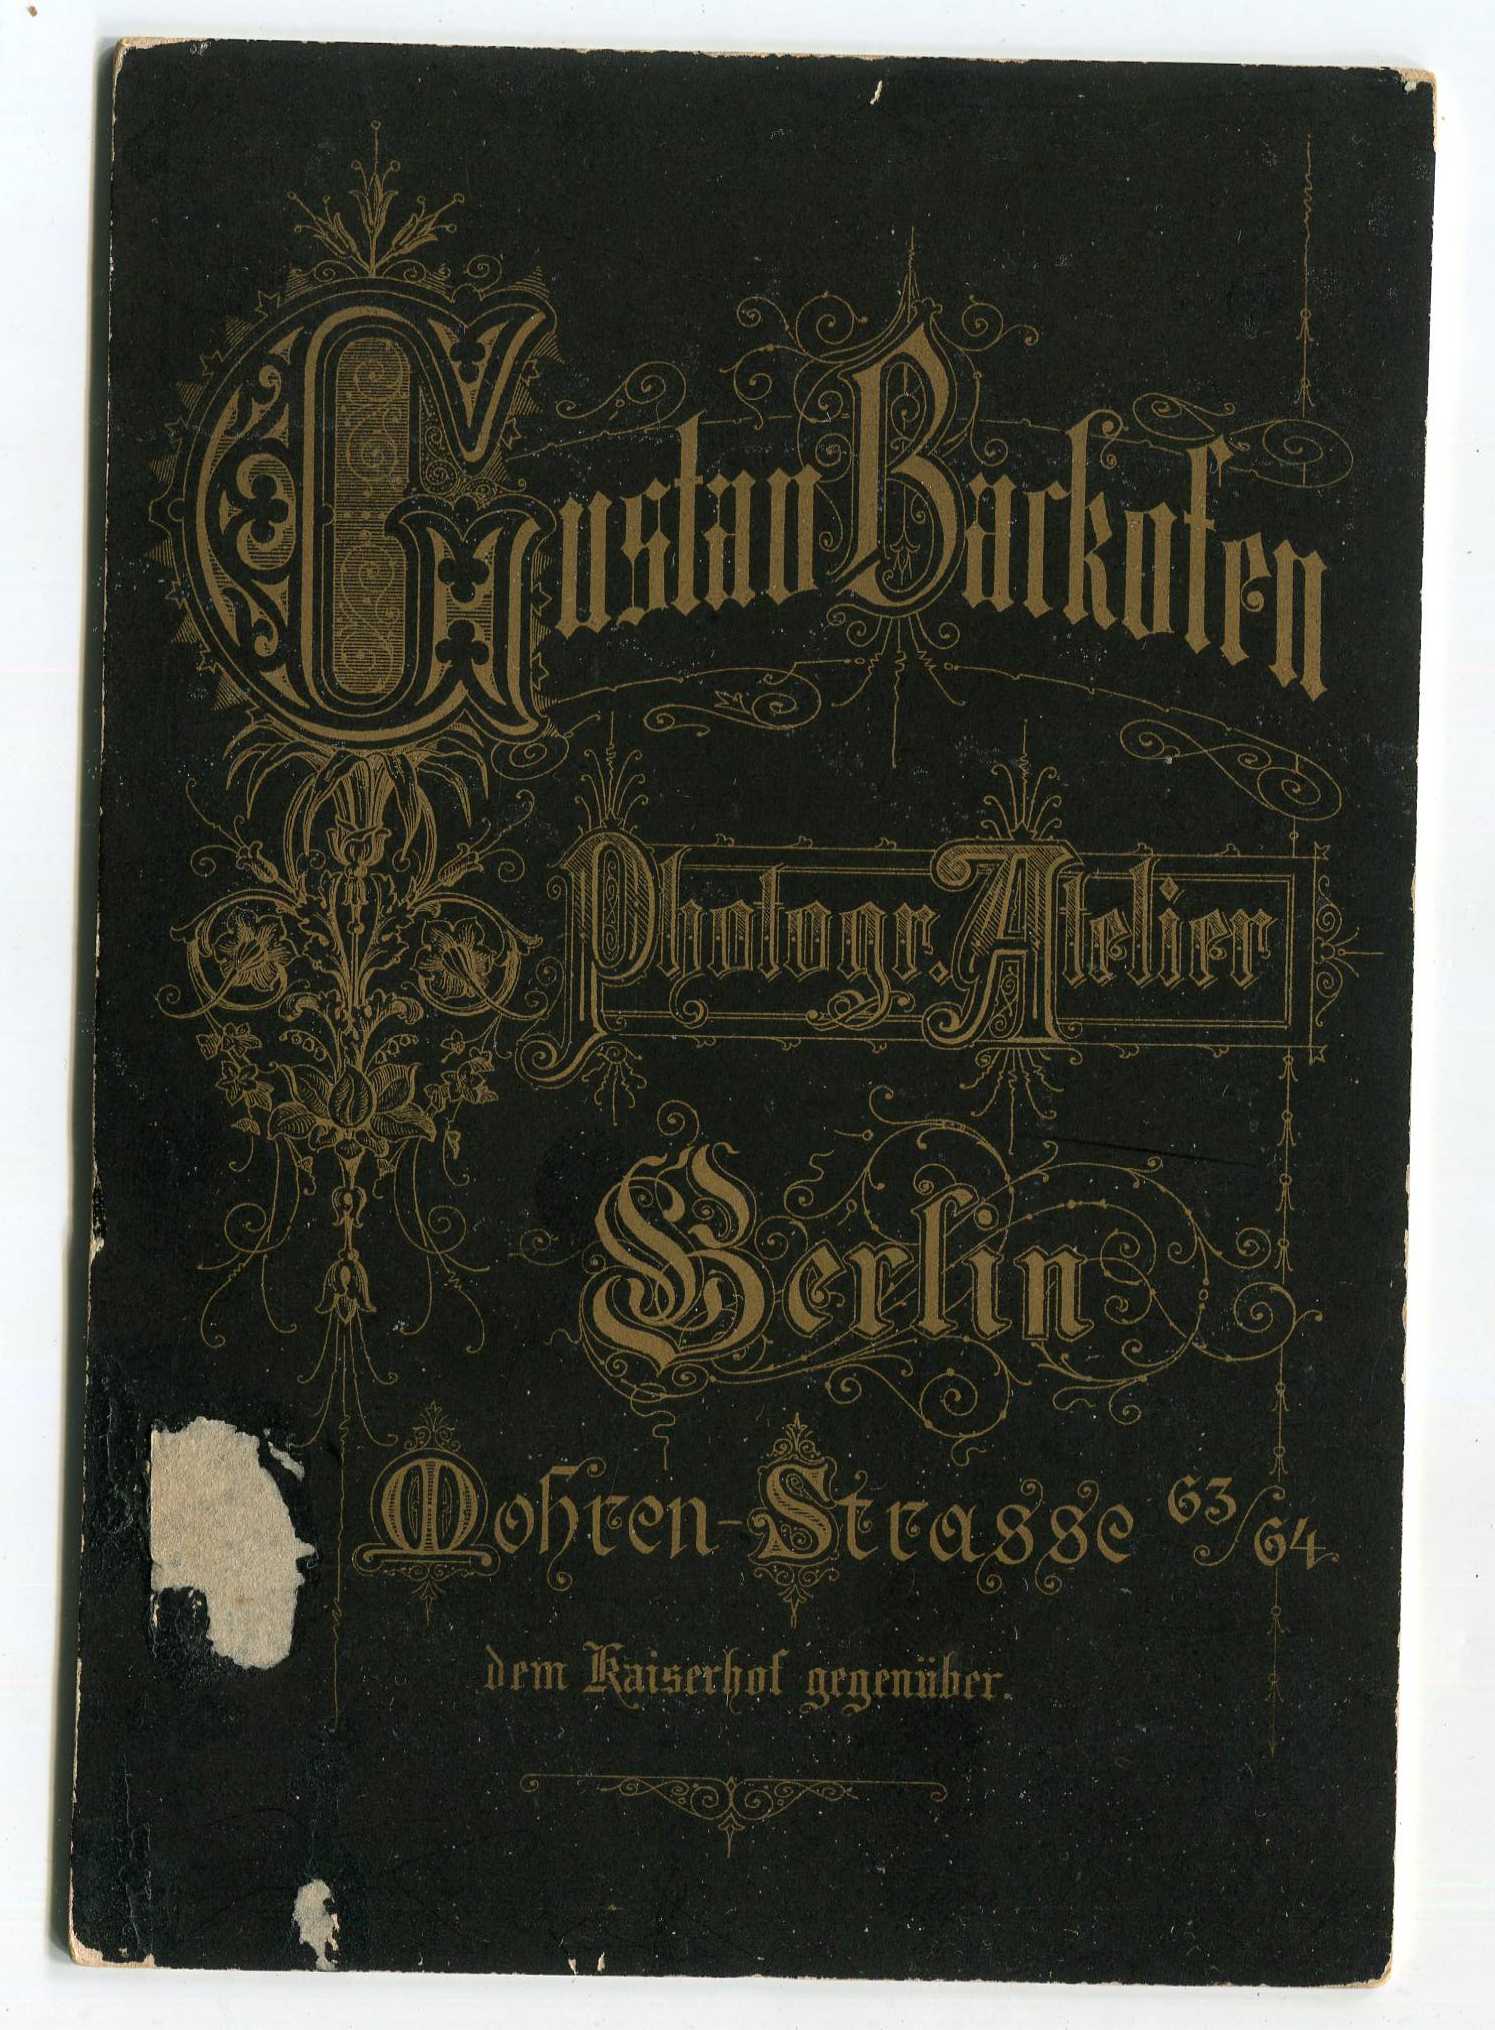 Gustav Backofen
Photogr. Atelier
Berlin
Mohren-Strasse 63/64.
dem Kaiserhof gegenüber.